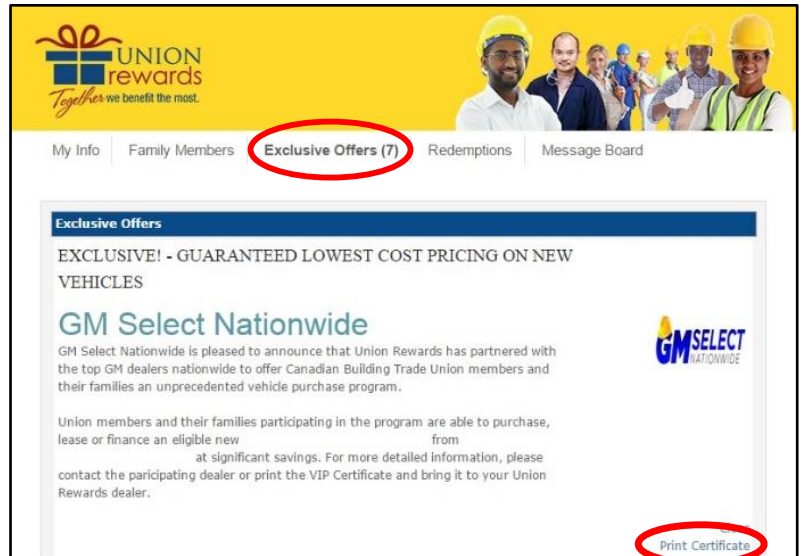 UNION
rewards
Together we benefit the most.
My Info Family Members Exclusive Offers (7) Redemptions Message Board
Exclusive Offers
EXCLUSIVE! - GUARANTEED LOWEST COST PRICING ON NEW
VEHICLES
GM Select Nationwide
GM Select Nationwide is pleased to announce that Union Rewards has partnered with
the top GM dealers nationwide to offer Canadian Building Trade Union members and
their families an unprecedented vehicle purchase program.
GMSELECT
NATIONWIDE
Union members and their families participating in the program are able to purchase,
lease or finance an eligible new from
at significant savings. For more detailed information, please
contact the paricipating dealer or print the VIP Certificate and bring it to your Union
Rewards dealer.
Print Certificate